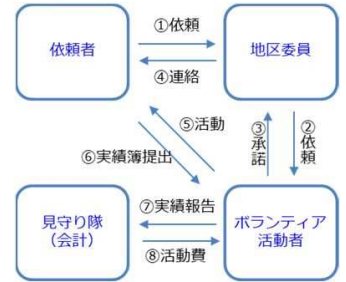 ①依頼
依頼者
地区委員
④連絡
⑤活動
③承諾
②依頼
⑥実績簿提出
⑦実績報告
見守り隊
（会計）
ボランティア
活動者
⑧活動費